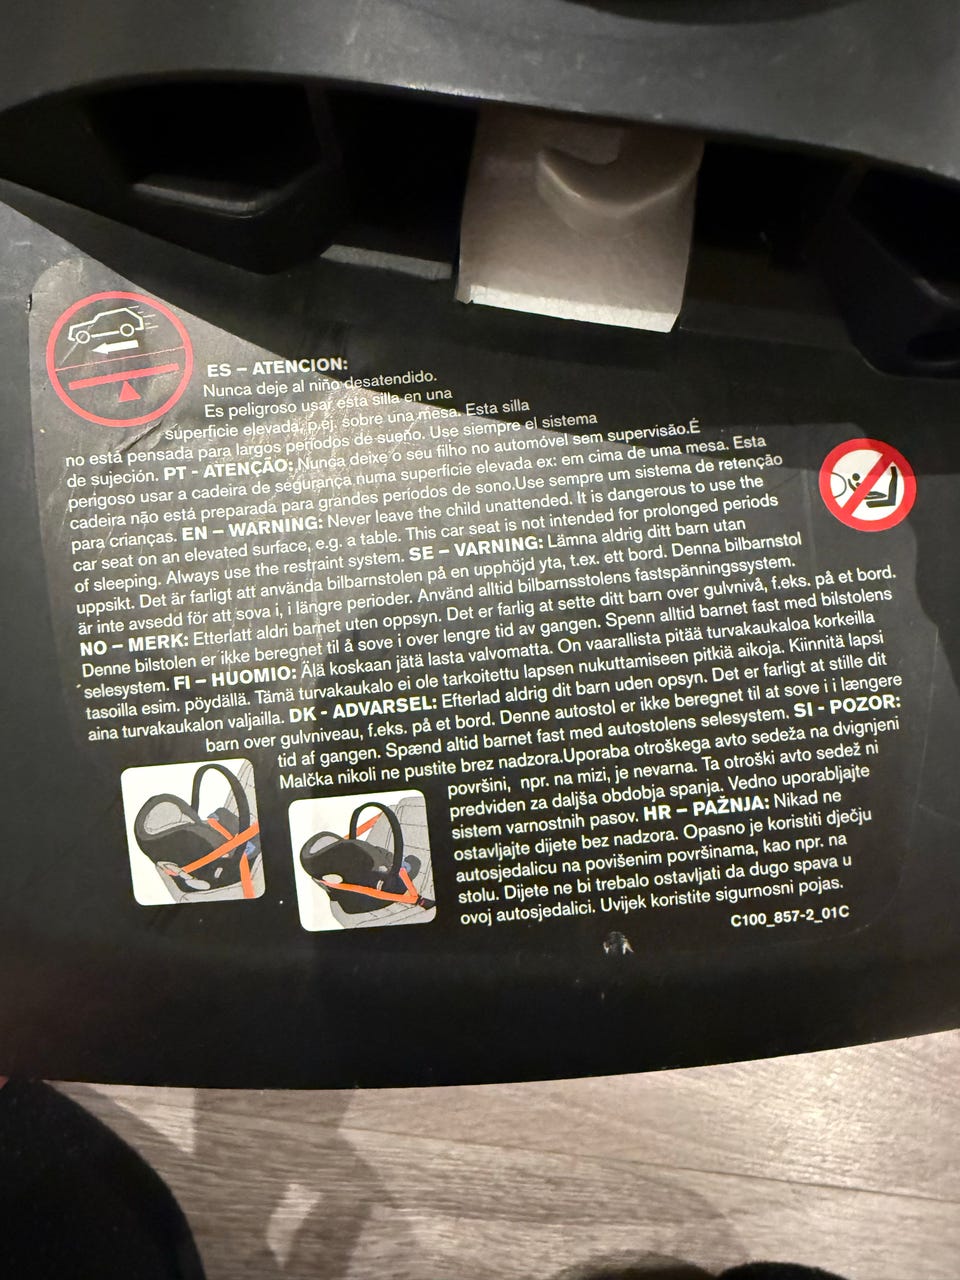 ES – ATENCION:
Nunca deje al niño desatendido.
Es peligroso usar esta silla en una
superficie elevada, p.ej. sobre una mesa. Esta silla
no está pensada para largos períodos de sueño. Use siempre el sistema
de sujeción. PT - ATENÇÃO: Nunca deixe o seu filho no automóvel sem supervisão.É
perigoso usar a cadeira de segurança numa superfície elevada ex: em cima de uma mesa. Esta
cadeira não está preparada para grandes períodos de sono.Use sempre um sistema de retenção
para crianças. EN – WARNING: Never leave the child unattended. It is dangerous to use the
car seat on an elevated surface, e.g. a table. This car seat is not intended for prolonged periods
of sleeping. Always use the restraint system. SE – VARNING: Lämna aldrig ditt barn utan
uppsikt. Det är farligt att använda bilbarnstolen på en upphöjd yta, t.ex. ett bord. Denna bilbarnstol
är inte avsedd för att sova i, i längre perioder. Använd alltid bilbarnsstolens fastspänningssystem.
NO – MERK: Etterlatt aldri barnet uten oppsyn. Det er farlig at sette ditt barn over gulvnivå, f.eks. på et bord.
Denne bilstolen er ikke beregnet til å sove i over lengre tid av gangen. Spenn alltid barnet fast med bilstolens
selesystem. FI – HUOMIO: Älä koskaan jätä lasta valvomatta. On vaarallista pitää turvakaukaloa korkeilla
tasoilla esim. pöydällä. Tämä turvakaukalo ei ole tarkoitettu lapsen nukuttamiseen pitkiä aikoja. Kiinnitä lapsi
aina turvakaukalon valjailla. DK - ADVARSEL: Efterlad aldrig dit barn uden opsyn. Det er farligt at stille dit
barn over gulvniveau, f.eks. på et bord. Denne autostol er ikke beregnet til at sove i i længere
tid af gangen. Spænd altid barnet fast med autostolens selesystem. SI - POZOR:
Malčka nikoli ne pustite brez nadzora.Uporaba otroškega avto sedeža na dvignjeni
površini, npr. na mizi, je nevarna. Ta otroški avto sedež ni
predviden za daljša obdobja spanja. Vedno uporabljajte
sistem varnostnih pasov. HR – PAŽNJA: Nikad ne
ostavljajte dijete bez nadzora. Opasno je koristiti dječju
autosjedalicu na povišenim površinama, kao npr. na
stolu. Dijete ne bi trebalo ostavljati da dugo spava u
ovoj autosjedalici. Uvijek koristite sigurnosni pojas.
C100_857-2_01C